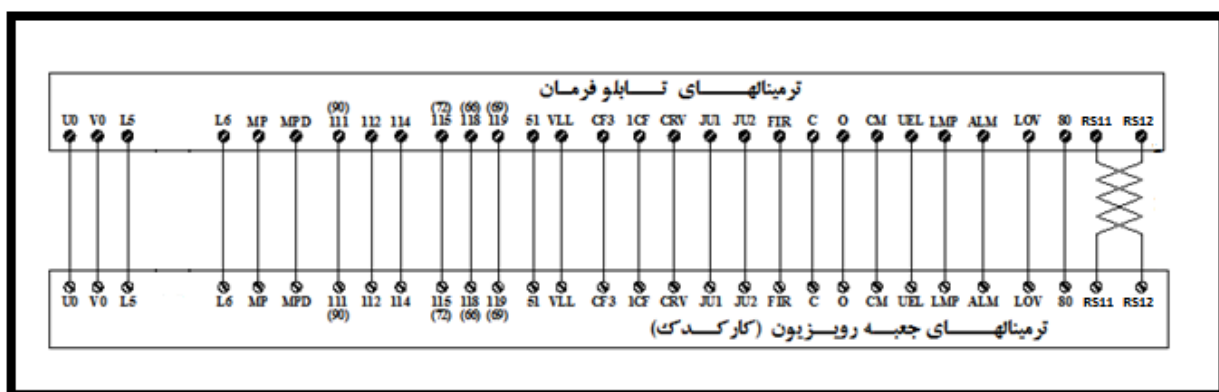 ترمینالهای تابلو فرمان
(90) (72) (66) (69)
U0 V0 L5 L6 MP MPD 111 112 114 115 118 119 51 VLL CF3 1CF CRV JU1 JU2 FIR C O CM UEL LMP ALM LOV 80 RS11 RS12
U0 V0 L5 L6 MP MPD 111 112 114 115 118 119 51 VLL CF3 1CF CRV JU1 JU2 FIR C O CM UEL LMP ALM LOV 80 RS11 RS12
(90) (72) (66) (69)
ترمینالهای جعبه رویزیون (کارکدک)